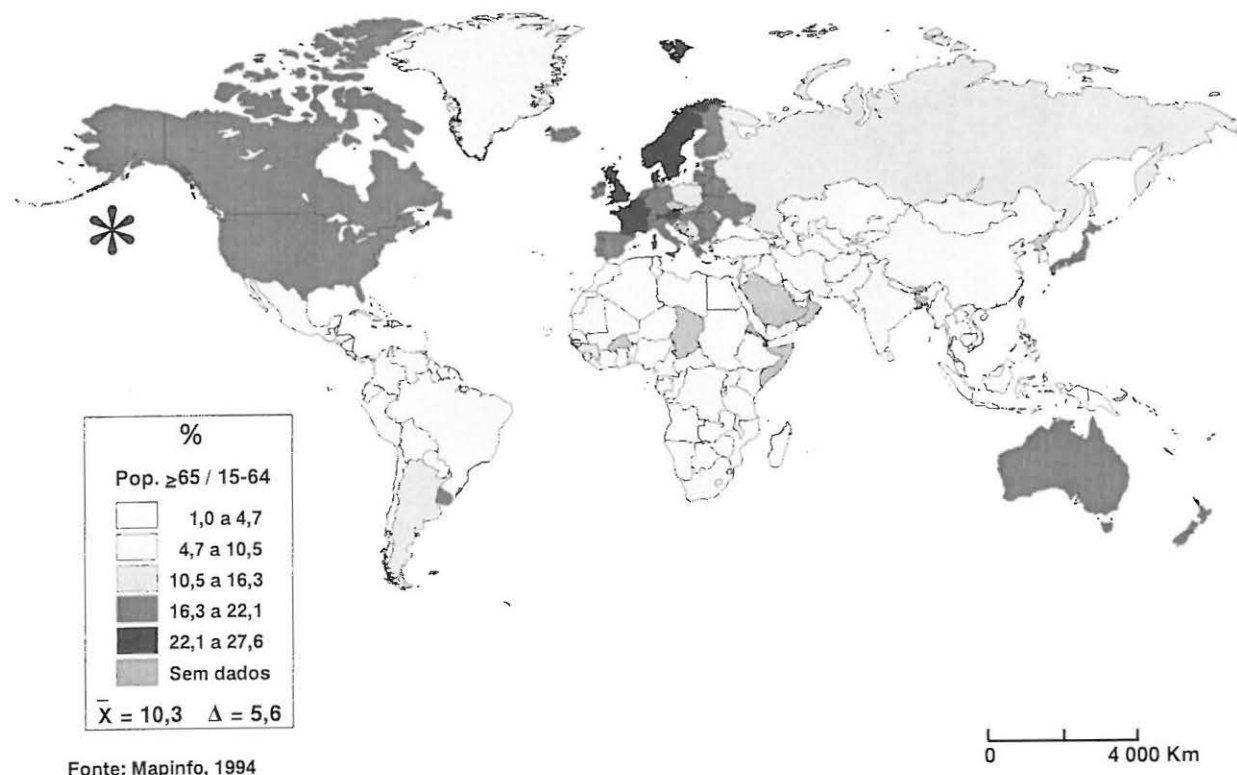 %
Pop. ≥65 / 15-64
1,0 a 4,7
4,7 a 10,5
10,5 a 16,3
16,3 a 22,1
22,1 a 27,6
Sem dados
X̅ = 10,3 Δ = 5,6
0 4 000 Km
Fonte: Mapinfo, 1994